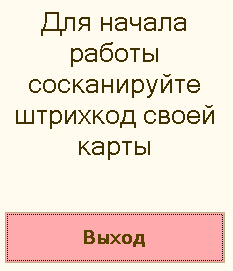 Для начала
работы
сосканируйте
штрихкод своей
карты
Выход